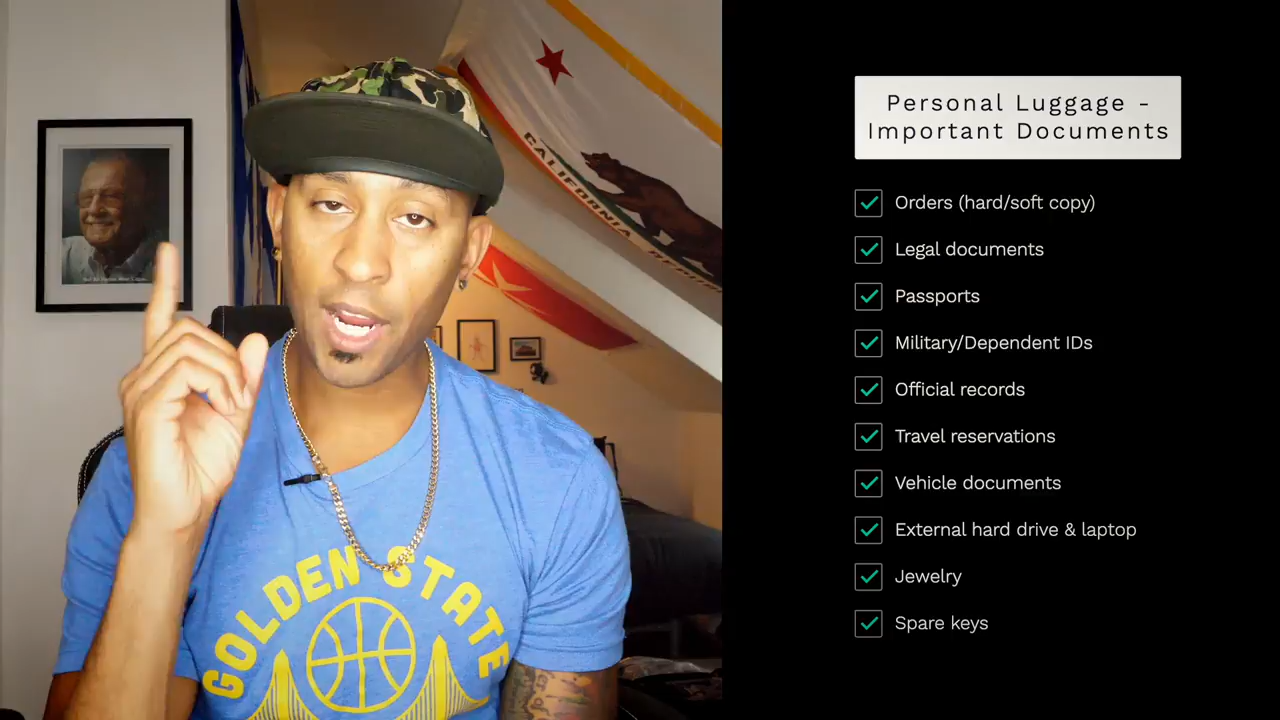 CALIFORNIA REPUBLIC
GOLDEN STATE
Personal Luggage -
Important Documents
Orders (hard/soft copy)
Legal documents
Passports
Military/Dependent IDs
Official records
Travel reservations
Vehicle documents
External hard drive & laptop
Jewelry
Spare keys